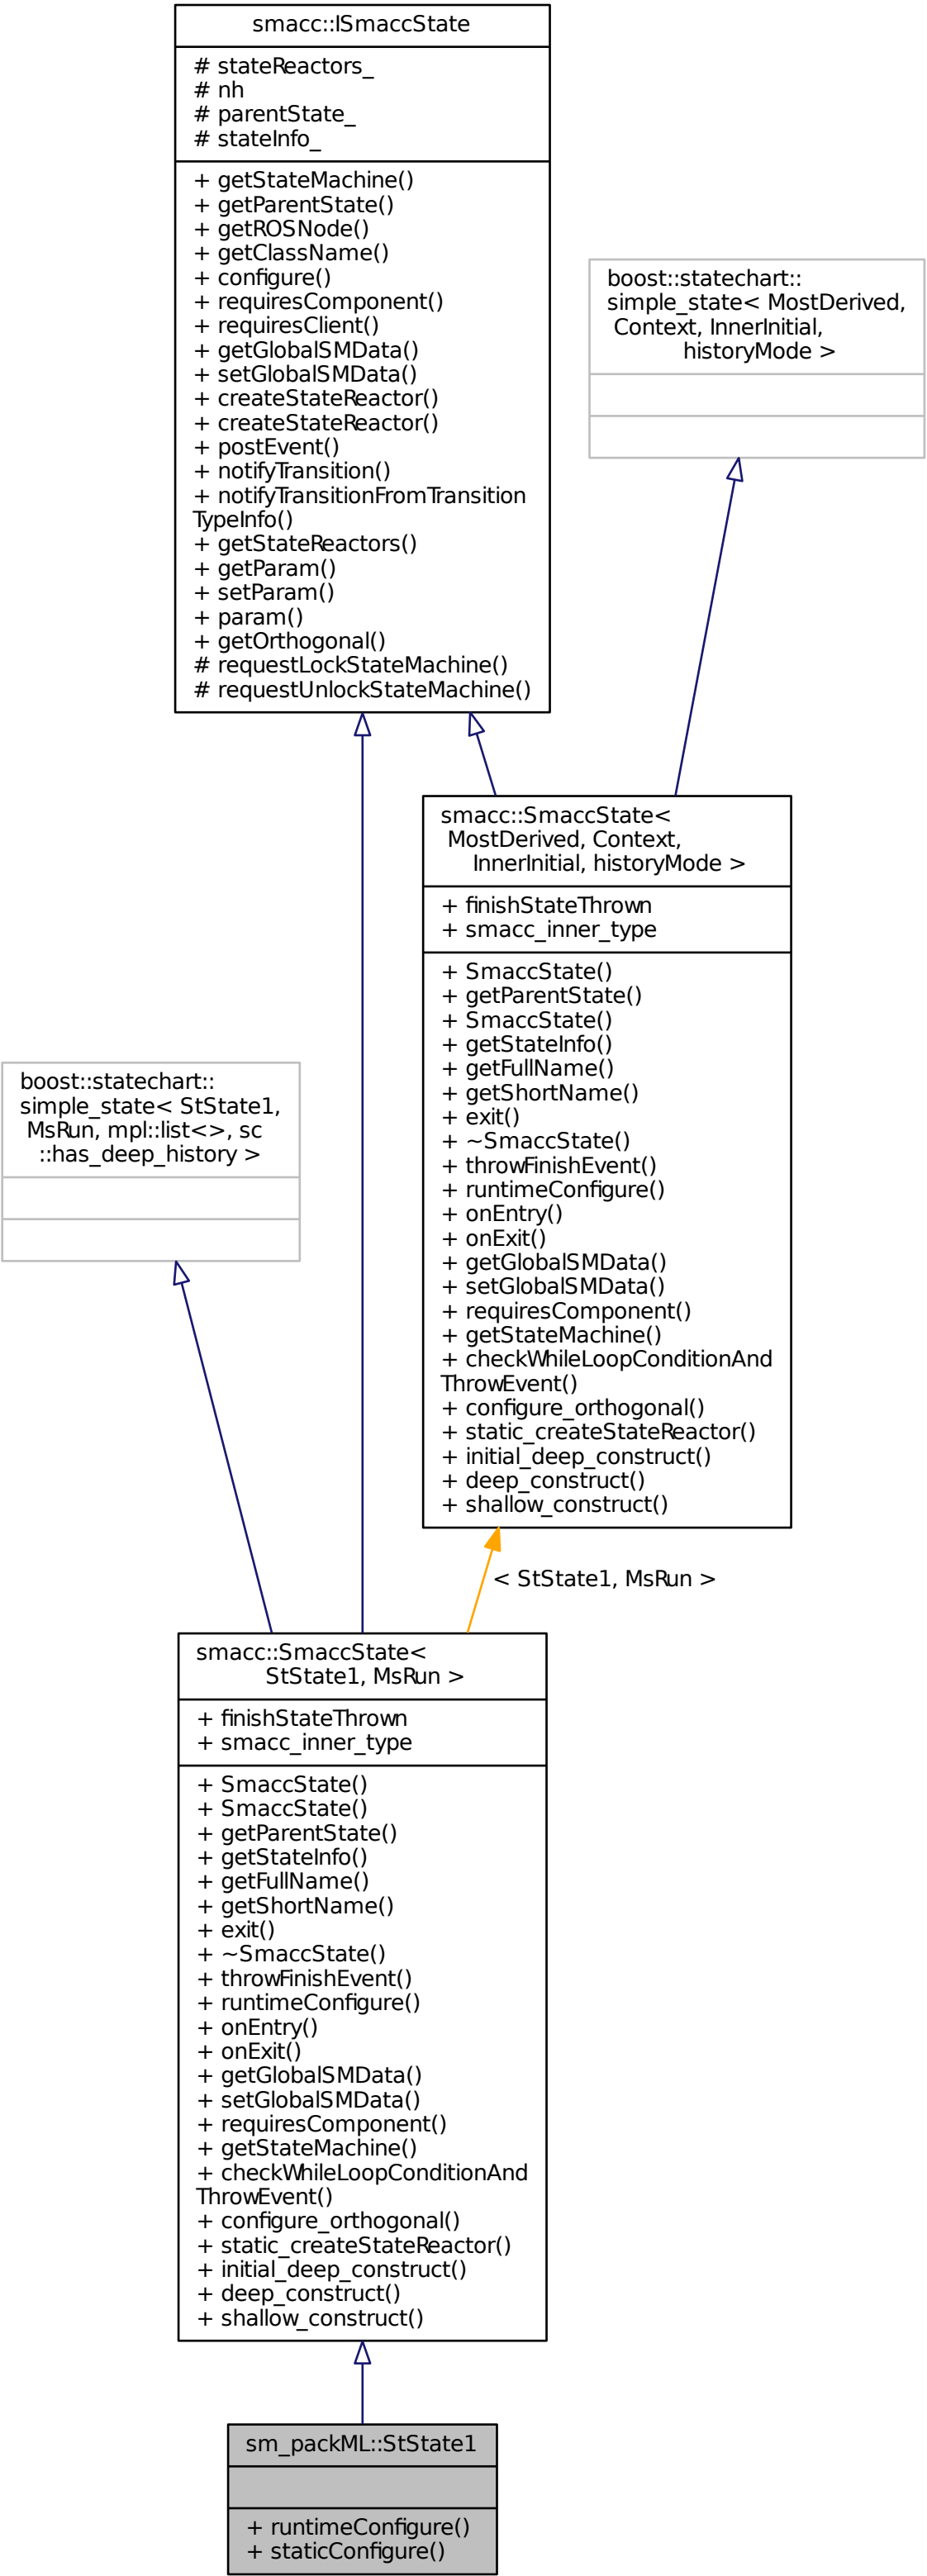 smacc::ISmaccState
# stateReactors_
# nh
# parentState_
# stateInfo_
+ getStateMachine()
+ getParentState()
+ getROSNode()
+ getClassName()
+ configure()
+ requiresComponent()
+ requiresClient()
+ getGlobalSMData()
+ setGlobalSMData()
+ createStateReactor()
+ createStateReactor()
+ postEvent()
+ notifyTransition()
+ notifyTransitionFromTransition
TypeInfo()
+ getStateReactors()
+ getParam()
+ setParam()
+ param()
+ getOrthogonal()
# requestLockStateMachine()
# requestUnlockStateMachine()
boost::statechart::
simple_state< MostDerived,
Context, InnerInitial,
historyMode >
smacc::SmaccState<
MostDerived, Context,
InnerInitial, historyMode >
+ finishStateThrown
+ smacc_inner_type
+ SmaccState()
+ getParentState()
+ SmaccState()
+ getStateInfo()
+ getFullName()
+ getShortName()
+ exit()
+ ~SmaccState()
+ throwFinishEvent()
+ runtimeConfigure()
+ onEntry()
+ onExit()
+ getGlobalSMData()
+ setGlobalSMData()
+ requiresComponent()
+ getStateMachine()
+ checkWhileLoopConditionAnd
ThrowEvent()
+ configure_orthogonal()
+ static_createStateReactor()
+ initial_deep_construct()
+ deep_construct()
+ shallow_construct()
boost::statechart::
simple_state< StState1,
MsRun, mpl::list<>, sc
::has_deep_history >
< StState1, MsRun >
smacc::SmaccState<
StState1, MsRun >
+ finishStateThrown
+ smacc_inner_type
+ SmaccState()
+ SmaccState()
+ getParentState()
+ getStateInfo()
+ getFullName()
+ getShortName()
+ exit()
+ ~SmaccState()
+ throwFinishEvent()
+ runtimeConfigure()
+ onEntry()
+ onExit()
+ getGlobalSMData()
+ setGlobalSMData()
+ requiresComponent()
+ getStateMachine()
+ checkWhileLoopConditionAnd
ThrowEvent()
+ configure_orthogonal()
+ static_createStateReactor()
+ initial_deep_construct()
+ deep_construct()
+ shallow_construct()
sm_packML::StState1
+ runtimeConfigure()
+ staticConfigure()